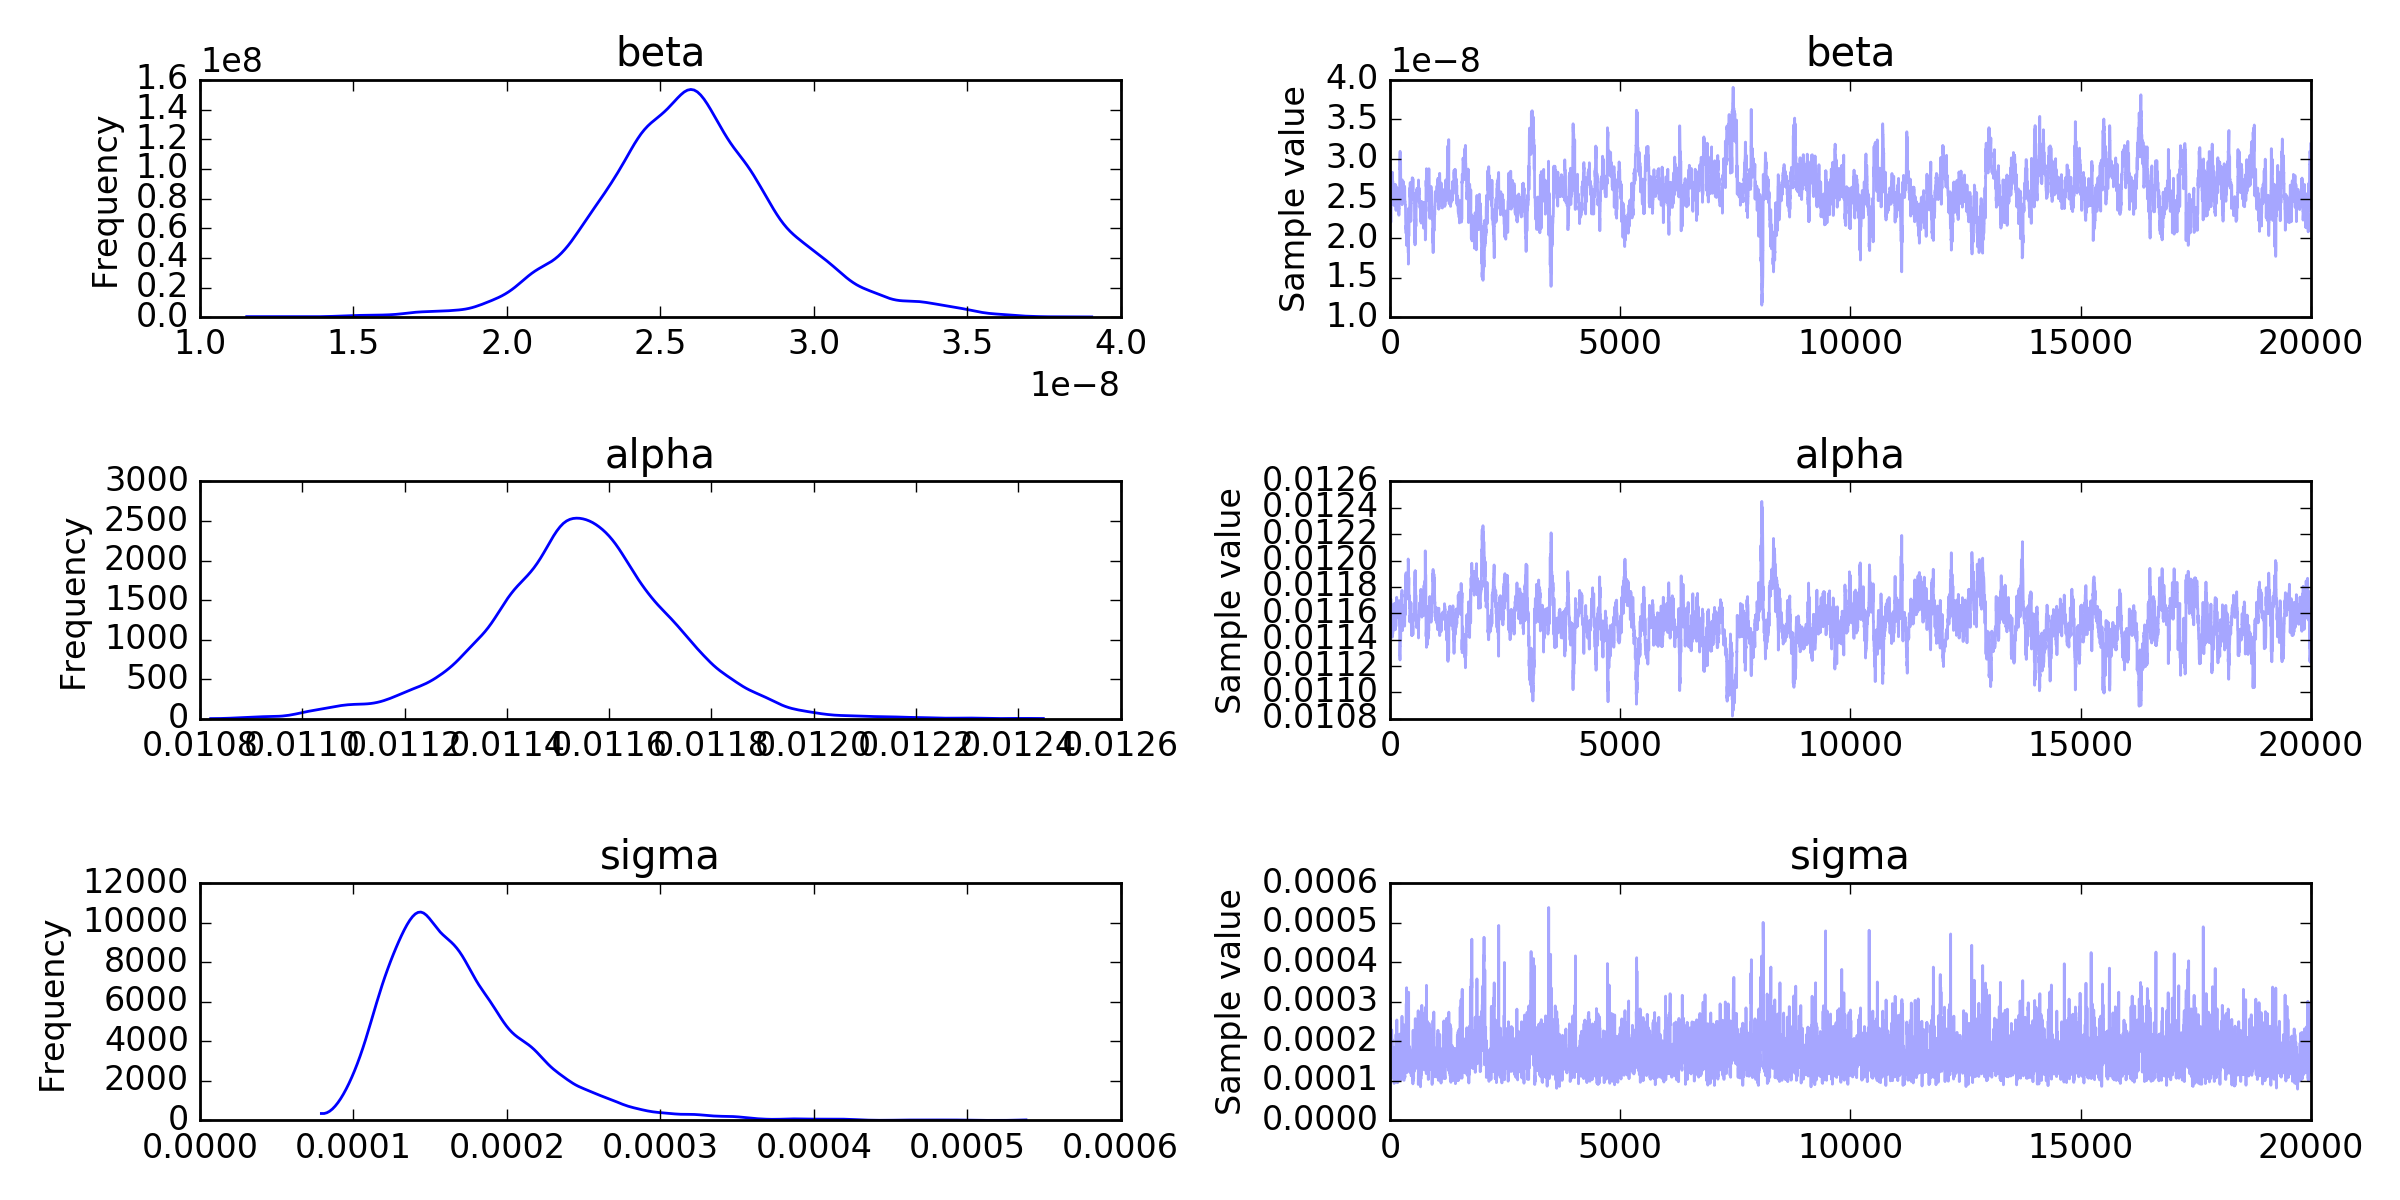 beta
1e8
Frequency
1.6
1.4
1.2
1.0
0.8
0.6
0.4
0.2
0.0
1.0 1.5 2.0 2.5 3.0 3.5 4.0
1e−8
beta
1e−8
Sample value
4.0
3.5
3.0
2.5
2.0
1.5
1.0
0 5000 10000 15000 20000
alpha
Frequency
3000
2500
2000
1500
1000
500
0
0.0108 0.0110 0.0112 0.0114 0.0116 0.0118 0.0120 0.0122 0.0124 0.0126
alpha
Sample value
0.0126
0.0124
0.0122
0.0120
0.0118
0.0116
0.0114
0.0112
0.0110
0.0108
0 5000 10000 15000 20000
sigma
Frequency
12000
10000
8000
6000
4000
2000
0
0.0000 0.0001 0.0002 0.0003 0.0004 0.0005 0.0006
sigma
Sample value
0.0006
0.0005
0.0004
0.0003
0.0002
0.0001
0.0000
0 5000 10000 15000 20000